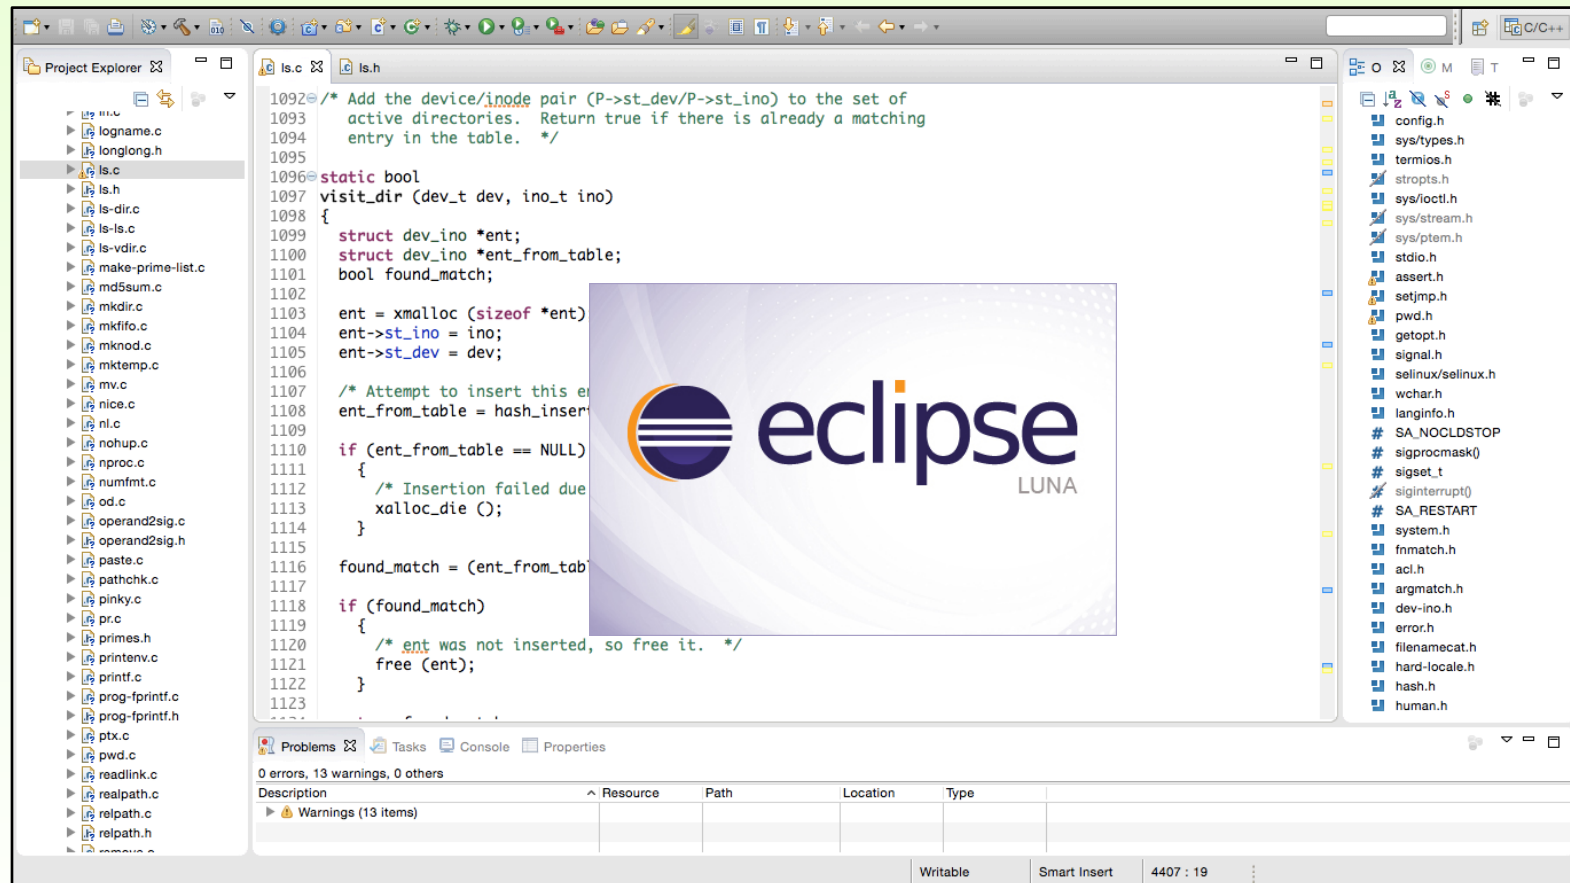 C/C++
Project Explorer
logname.c
longlong.h
ls.c
ls.h
ls-dir.c
ls-ls.c
ls-vdir.c
make-prime-list.c
md5sum.c
mkdir.c
mkfifo.c
mknod.c
mktemp.c
mv.c
nice.c
nl.c
nohup.c
nproc.c
numfmt.c
od.c
operand2sig.c
operand2sig.h
paste.c
pathchk.c
pinky.c
pr.c
primes.h
printenv.c
printf.c
prog-fprintf.c
prog-fprintf.h
ptx.c
pwd.c
readlink.c
realpath.c
relpath.c
relpath.h
ls.c
ls.h
1092 /* Add the device/inode pair (P->st_dev/P->st_ino) to the set of
1093 active directories.  Return true if there is already a matching
1094 entry in the table.  */
1095
1096 static bool
1097 visit_dir (dev_t dev, ino_t ino)
1098 {
1099 struct dev_ino *ent;
1100 struct dev_ino *ent_from_table;
1101 bool found_match;
1102
1103 ent = xmalloc (sizeof *ent)
1104 ent->st_ino = ino;
1105 ent->st_dev = dev;
1106
1107 /* Attempt to insert this e
1108 ent_from_table = hash_inser
1109
1110 if (ent_from_table == NULL)
1111 {
1112 /* Insertion failed due
1113 xalloc_die ();
1114 }
1115
1116 found_match = (ent_from_tab
1117
1118 if (found_match)
1119 {
1120 /* ent was not inserted, so free it.  */
1121 free (ent);
1122 }
1123
eclipse
LUNA
O
M
T
config.h
sys/types.h
termios.h
stropts.h
sys/ioctl.h
sys/stream.h
sys/ptem.h
stdio.h
assert.h
setjmp.h
pwd.h
getopt.h
signal.h
selinux/selinux.h
wchar.h
langinfo.h
SA_NOCLDSTOP
sigprocmask()
sigset_t
siginterrupt()
SA_RESTART
system.h
fnmatch.h
acl.h
argmatch.h
dev-ino.h
error.h
filenamecat.h
hard-locale.h
hash.h
human.h
Problems
Tasks
Console
Properties
0 errors, 13 warnings, 0 others
Description Resource Path Location Type
Warnings (13 items)
Writable Smart Insert 4407 : 19